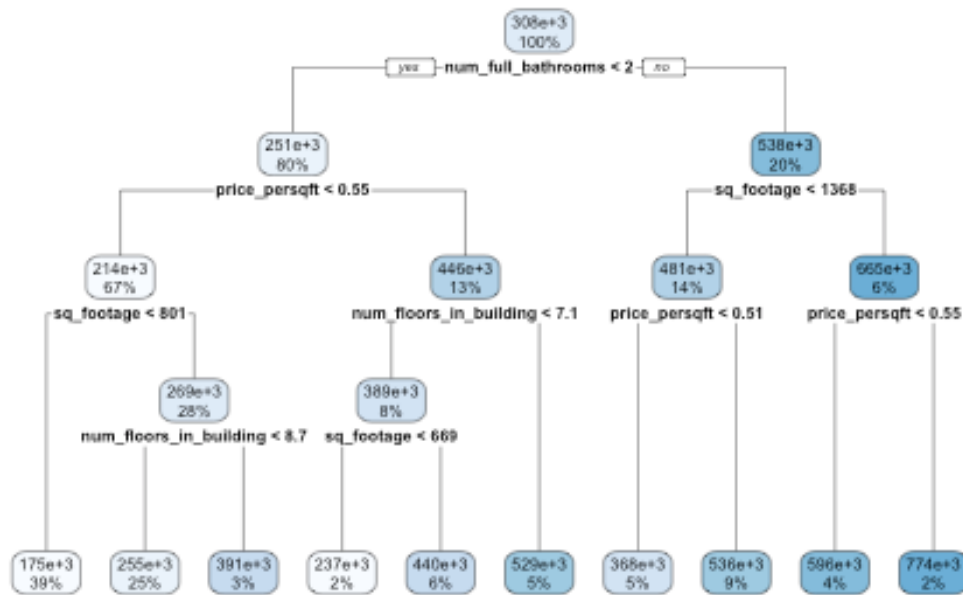 308e+3
100%
yes num_full_bathrooms < 2 no
251e+3
80%
538e+3
20%
price_persqft < 0.55
sq_footage < 1368
214e+3
67%
446e+3
13%
481e+3
14%
665e+3
6%
sq_footage < 801
num_floors_in_building < 7.1
price_persqft < 0.51
price_persqft < 0.55
269e+3
28%
389e+3
8%
num_floors_in_building < 8.7
sq_footage < 669
175e+3
39%
255e+3
25%
391e+3
3%
237e+3
2%
440e+3
6%
529e+3
5%
368e+3
5%
536e+3
9%
596e+3
4%
774e+3
2%